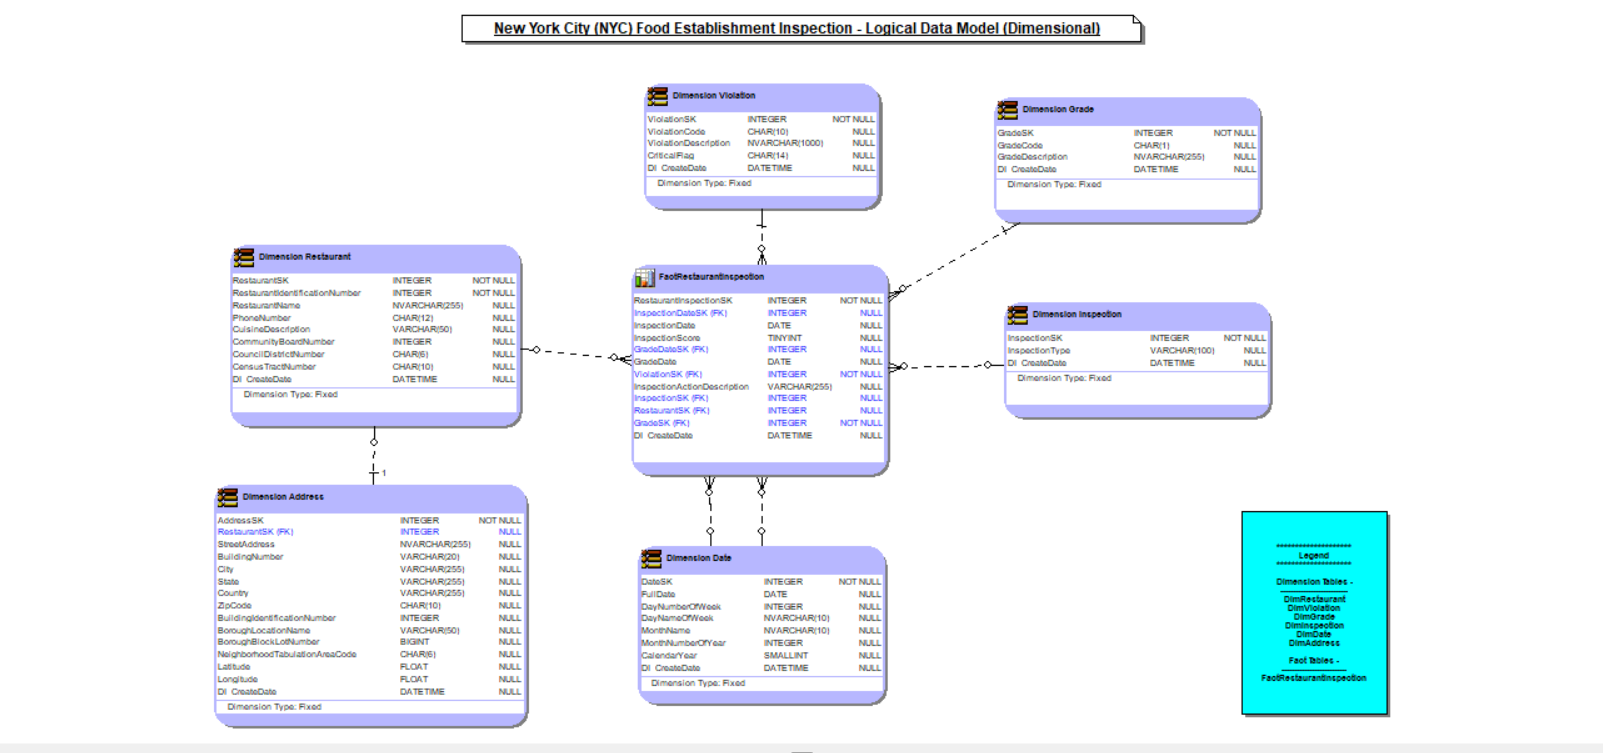 New York City (NYC) Food Establishment Inspection - Logical Data Model (Dimensional)
Dimension Violation
ViolationSK INTEGER NOT NULL
ViolationCode CHAR(10) NULL
ViolationDescription NVARCHAR(1000) NULL
CriticalFlag CHAR(14) NULL
DI_CreateDate DATETIME NULL
Dimension Type: Fixed
Dimension Grade
GradeSK INTEGER NOT NULL
GradeCode CHAR(1) NULL
GradeDescription NVARCHAR(255) NULL
DI_CreateDate DATETIME NULL
Dimension Type: Fixed
Dimension Restaurant
RestaurantSK INTEGER NOT NULL
RestaurantIdentificationNumber INTEGER NOT NULL
RestaurantName NVARCHAR(255) NULL
PhoneNumber CHAR(12) NULL
CuisineDescription VARCHAR(50) NULL
CommunityBoardNumber INTEGER NULL
CouncilDistrictNumber CHAR(6) NULL
CensusTractNumber CHAR(10) NULL
DI_CreateDate DATETIME NULL
Dimension Type: Fixed
FactRestaurantInspection
RestaurantInspectionSK INTEGER NOT NULL
InspectionDateSK (FK) INTEGER NULL
InspectionDate DATE NULL
InspectionScore TINYINT NULL
GradeDateSK (FK) INTEGER NULL
GradeDate DATE NULL
ViolationSK (FK) INTEGER NOT NULL
InspectionActionDescription VARCHAR(255) NULL
InspectionSK (FK) INTEGER NULL
RestaurantSK (FK) INTEGER NULL
GradeSK (FK) INTEGER NOT NULL
DI_CreateDate DATETIME NULL
Dimension Inspection
InspectionSK INTEGER NOT NULL
InspectionType VARCHAR(100) NULL
DI_CreateDate DATETIME NULL
Dimension Type: Fixed
1
Dimension Address
AddressSK INTEGER NOT NULL
RestaurantSK (FK) INTEGER NULL
StreetAddress NVARCHAR(255) NULL
BuildingNumber VARCHAR(20) NULL
City VARCHAR(255) NULL
State VARCHAR(255) NULL
Country VARCHAR(255) NULL
ZipCode CHAR(10) NULL
BuildingIdentificationNumber INTEGER NULL
BoroughLocationName VARCHAR(50) NULL
BoroughBlockLotNumber BIGINT NULL
NeighborhoodTabulationAreaCode CHAR(6) NULL
Latitude FLOAT NULL
Longitude FLOAT NULL
DI_CreateDate DATETIME NULL
Dimension Type: Fixed
Dimension Date
DateSK INTEGER NOT NULL
FullDate DATE NULL
DayNumberOfWeek INTEGER NULL
DayNameOfWeek NVARCHAR(10) NULL
MonthName NVARCHAR(10) NULL
MonthNumberOfYear INTEGER NULL
CalendarYear SMALLINT NULL
DI_CreateDate DATETIME NULL
Dimension Type: Fixed
Legend
Dimension Tables -
DimRestaurant
DimViolation
DimGrade
DimInspection
DimDate
DimAddress
Fact Tables -
FactRestaurantInspection